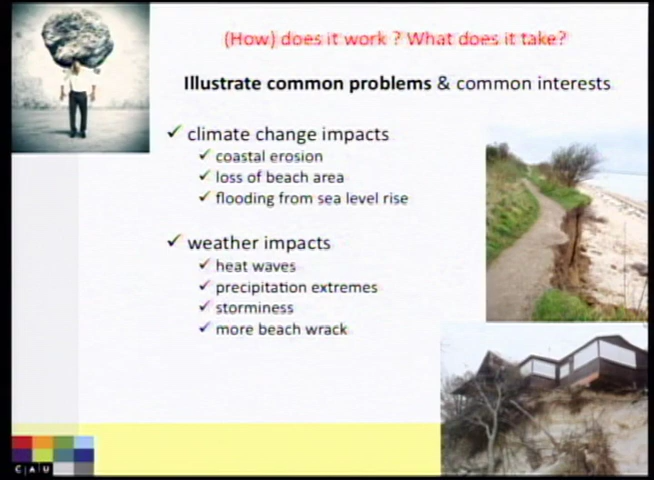 (How) does it work ? What does it take?
Illustrate common problems & common interests
✓ climate change impacts
✓ coastal erosion
✓ loss of beach area
✓ flooding from sea level rise
✓ weather impacts
✓ heat waves
✓ precipitation extremes
✓ storminess
✓ more beach wrack
C|A|U